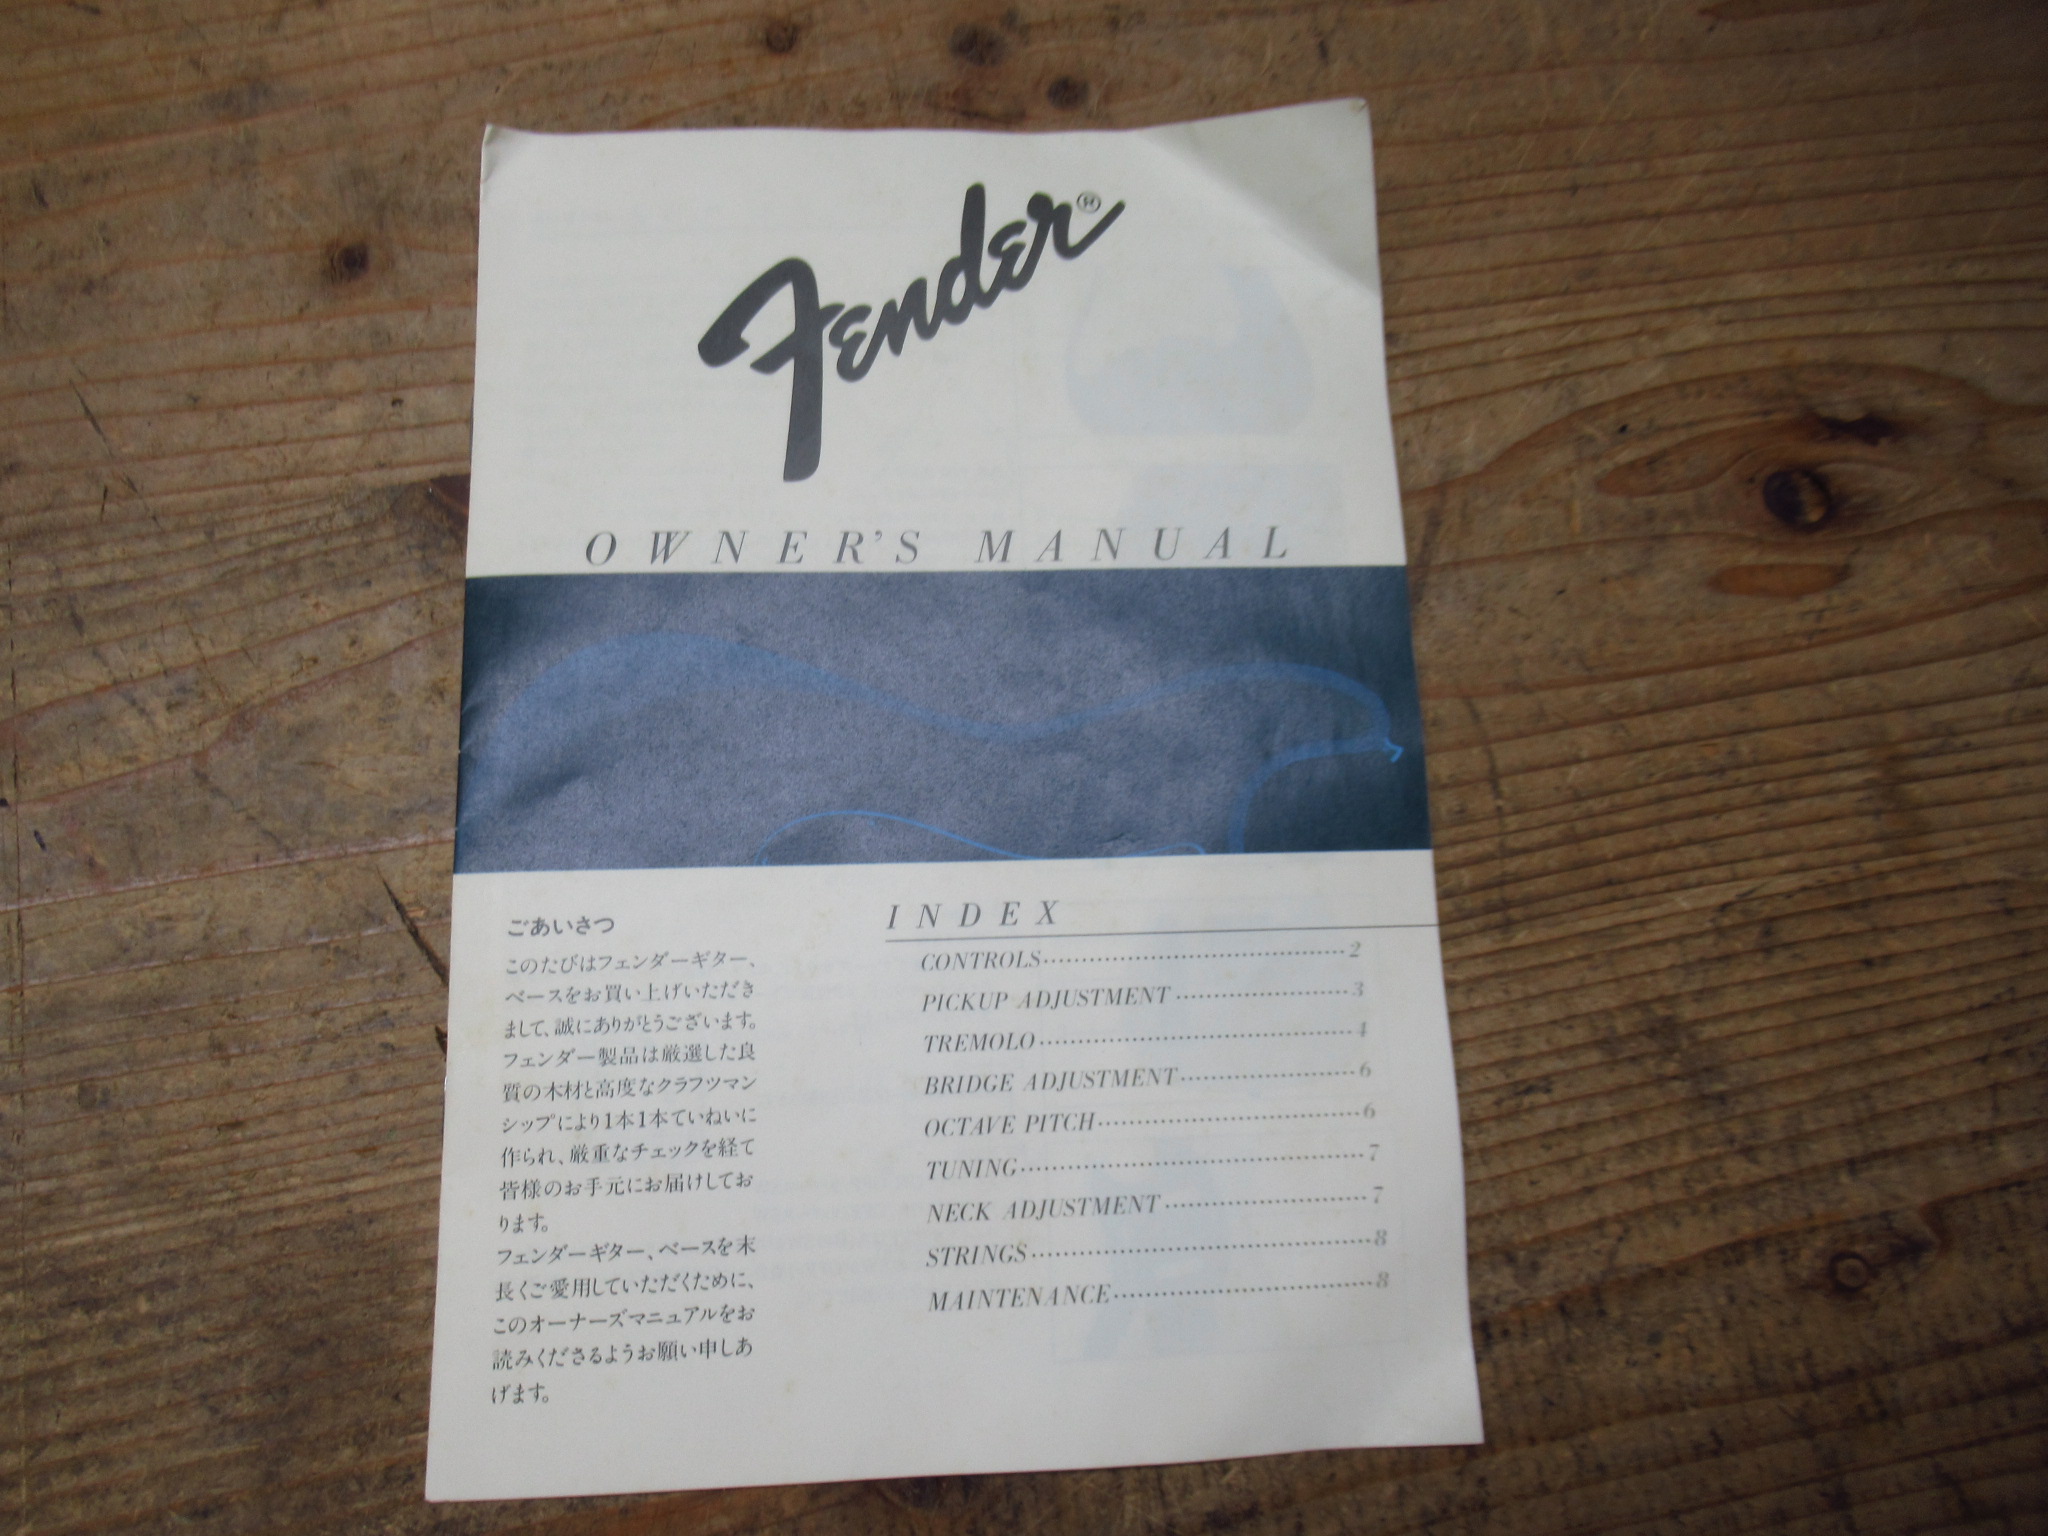 Fender®
OWNER'S MANUAL
ごあいさつ
このたびはフェンダーギター、
ベースをお買い上げいただき
まして、誠にありがとうございます。
フェンダー製品は厳選した良
質の木材と高度なクラフツマン
シップにより1本1本ていねいに
作られ、厳重なチェックを経て
皆様のお手元にお届けしてお
ります。
フェンダーギター、ベースを末
長くご愛用していただくために、
このオーナーズマニュアルをお
読みくださるようお願い申しあ
げます。
INDEX
CONTROLS……………………………2
PICKUP ADJUSTMENT……………………3
TREMOLO……………………………4
BRIDGE ADJUSTMENT……………………6
OCTAVE PITCH…………………………6
TUNING………………………………7
NECK ADJUSTMENT………………………7
STRINGS……………………………8
MAINTENANCE…………………………8